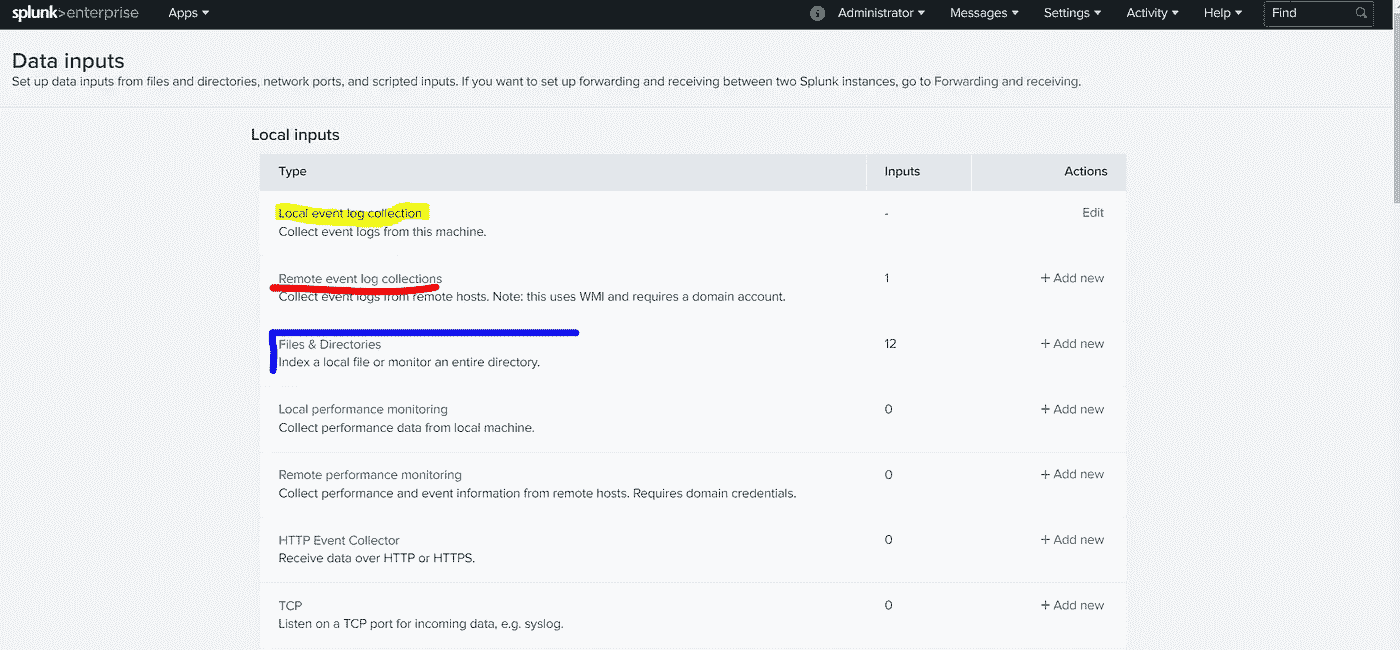 splunk>enterprise Apps Administrator Messages Settings Activity Help Find
Data inputs
Set up data inputs from files and directories, network ports, and scripted inputs. If you want to set up forwarding and receiving between two Splunk instances, go to Forwarding and receiving.
Local inputs
Type Inputs Actions
Local event log collection - Edit
Collect event logs from this machine.
Remote event log collections 1 + Add new
Collect event logs from remote hosts. Note: this uses WMI and requires a domain account.
Files & Directories 12 + Add new
Index a local file or monitor an entire directory.
Local performance monitoring 0 + Add new
Collect performance data from local machine.
Remote performance monitoring 0 + Add new
Collect performance and event information from remote hosts. Requires domain credentials.
HTTP Event Collector 0 + Add new
Receive data over HTTP or HTTPS.
TCP 0 + Add new
Listen on a TCP port for incoming data, e.g. syslog.